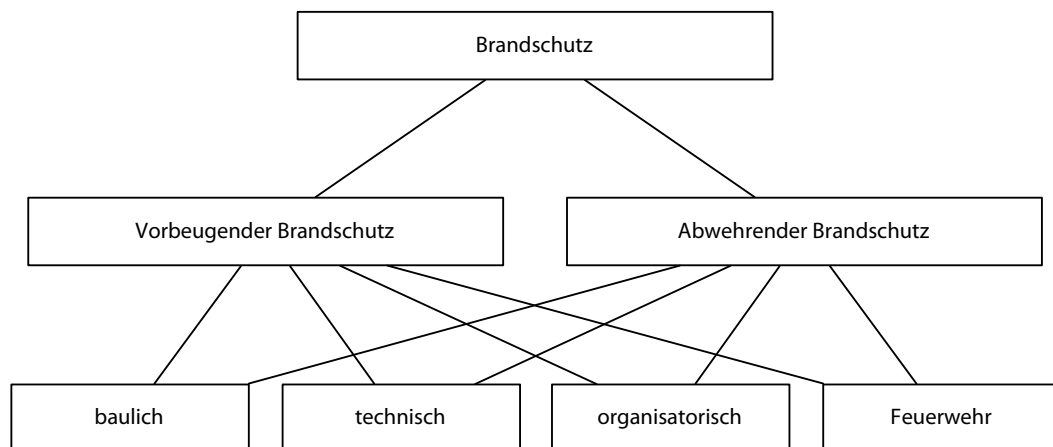 Brandschutz
Vorbeugender Brandschutz
Abwehrender Brandschutz
baulich
technisch
organisatorisch
Feuerwehr